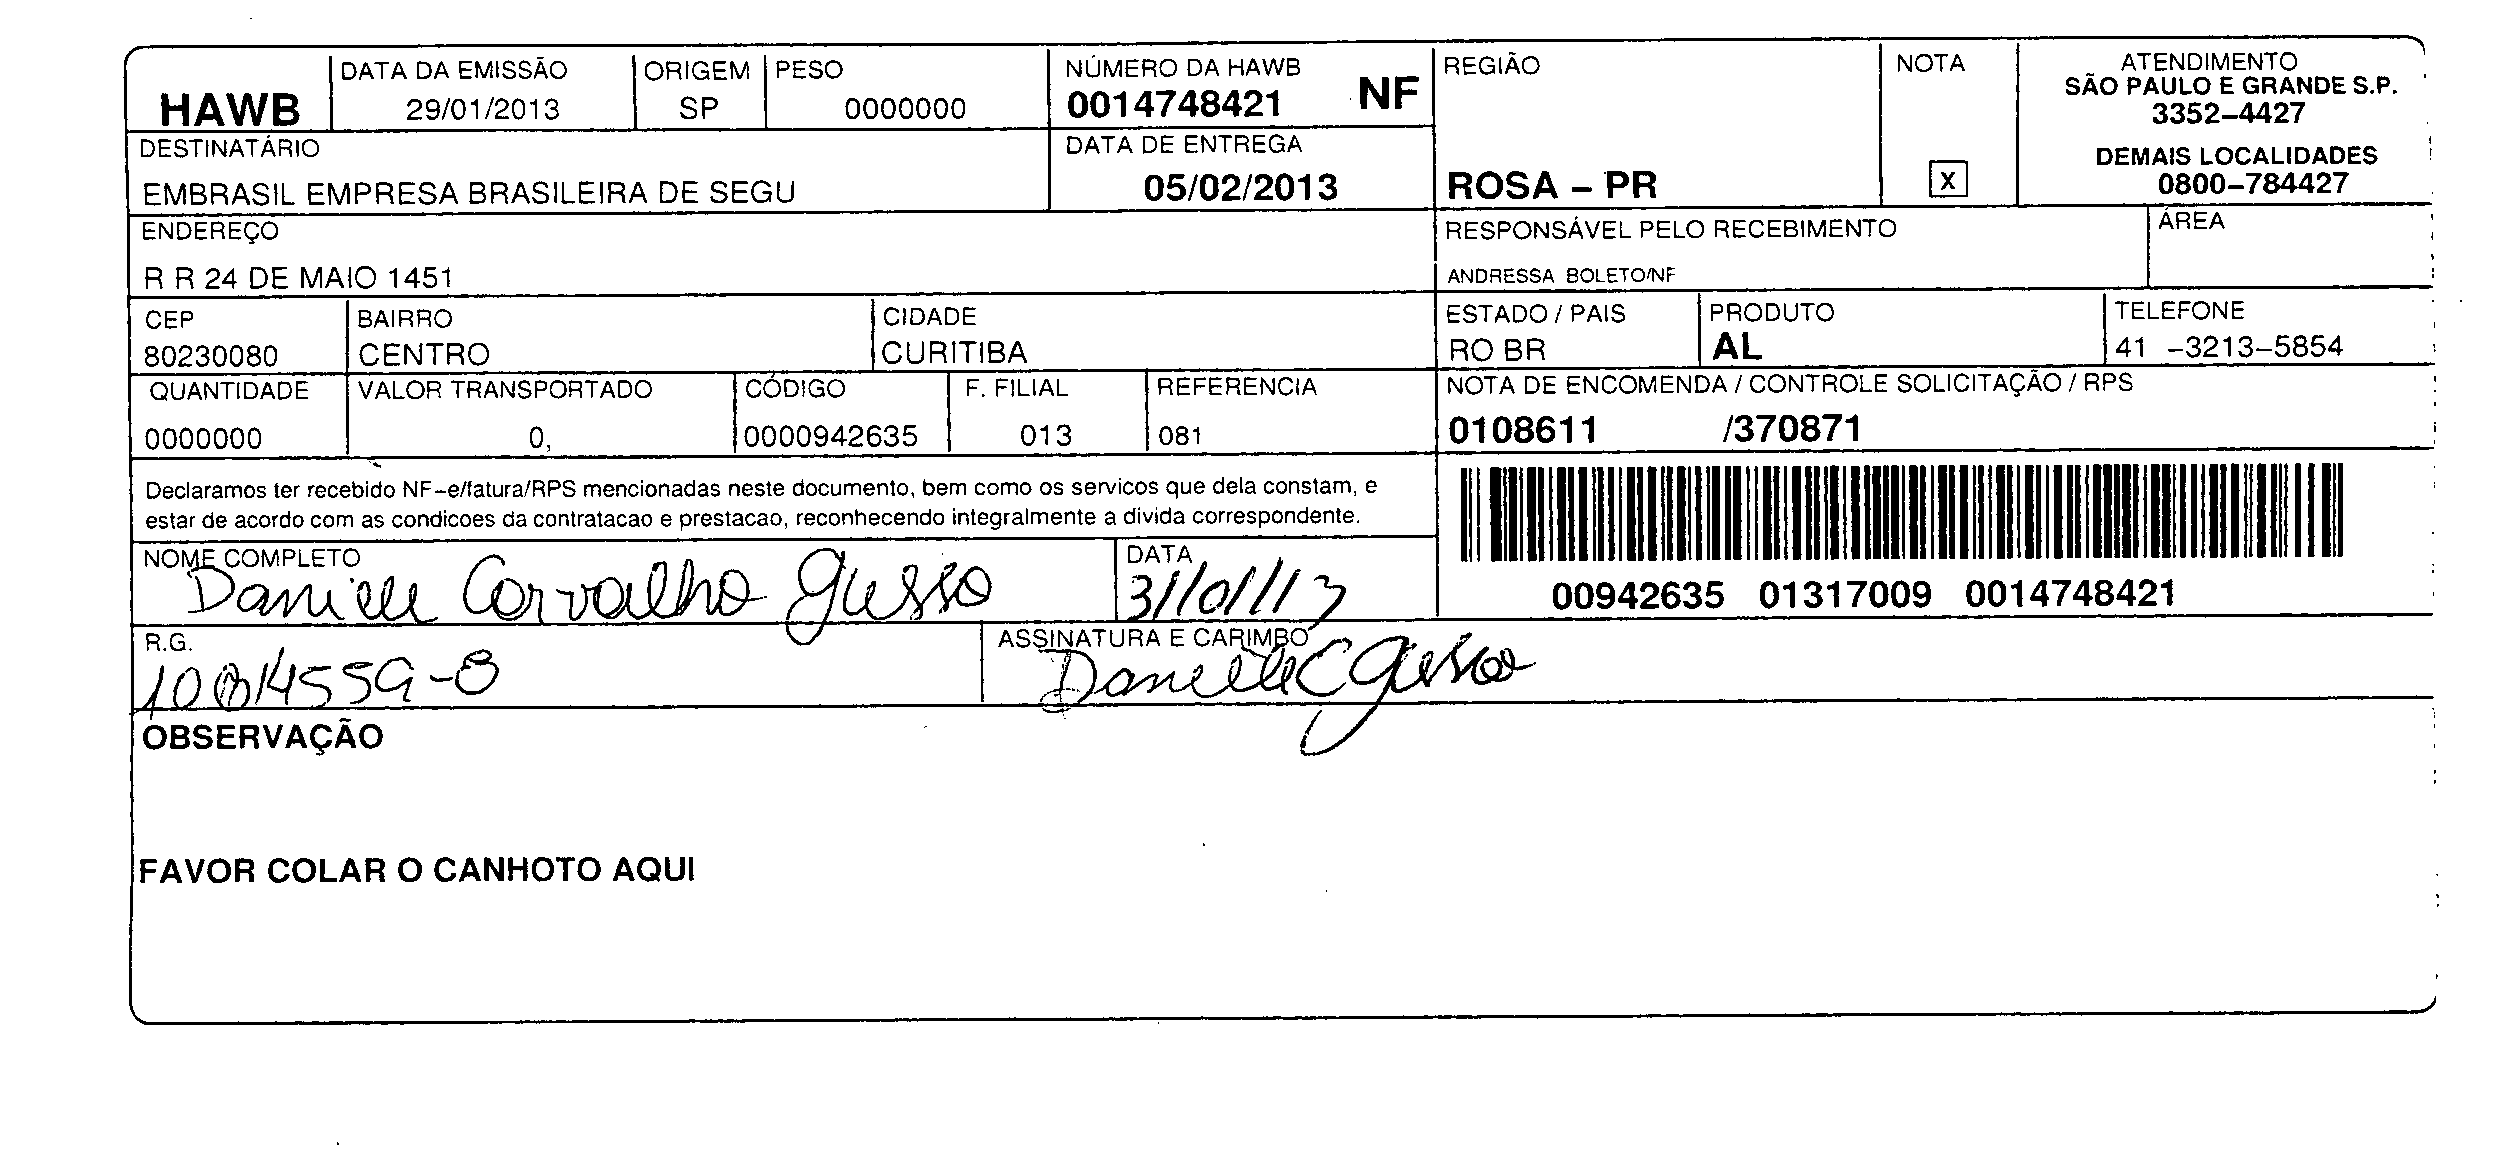 HAWB
DATA DA EMISSÃO
29/01/2013
ORIGEM
SP
PESO
0000000
NÚMERO DA HAWB
0014748421 NF
REGIÃO
ROSA – PR
NOTA
X
ATENDIMENTO
SÃO PAULO E GRANDE S.P.
3352–4427
DEMAIS LOCALIDADES
0800–784427
DESTINATÁRIO
EMBRASIL EMPRESA BRASILEIRA DE SEGU
DATA DE ENTREGA
05/02/2013
ENDEREÇO
R R 24 DE MAIO 1451
RESPONSÁVEL PELO RECEBIMENTO
ANDRESSA BOLETO/NF
ÁREA
CEP
80230080
BAIRRO
CENTRO
CIDADE
CURITIBA
ESTADO / PAIS
RO BR
PRODUTO
AL
TELEFONE
41 –3213–5854
QUANTIDADE
0000000
VALOR TRANSPORTADO
0,
CÓDIGO
0000942635
F. FILIAL
013
REFERENCIA
081
NOTA DE ENCOMENDA / CONTROLE SOLICITAÇÃO / RPS
0108611 /370871
Declaramos ter recebido NF–e/fatura/RPS mencionadas neste documento, bem como os servicos que dela constam, e
estar de acordo com as condicoes da contratacao e prestacao, reconhecendo integralmente a divida correspondente.
00942635 01317009 0014748421
NOME COMPLETO
Daniele Carvalho Gusso
DATA
31/01/13
R.G.
ASSINATURA E CARIMBO
Danielle C Gusso
OBSERVAÇÃO
FAVOR COLAR O CANHOTO AQUI